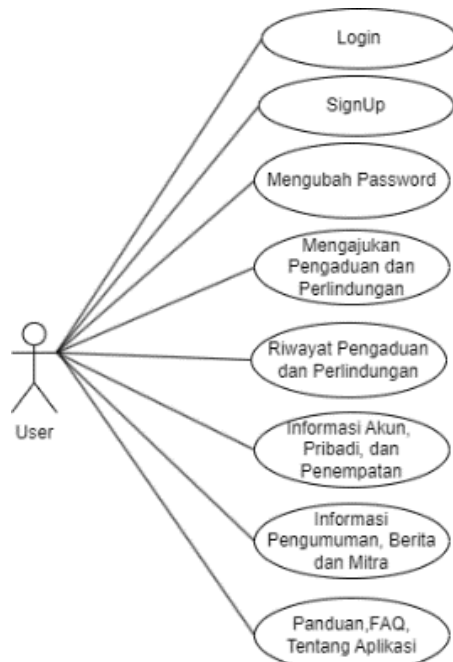 Login
SignUp
Mengubah Password
Mengajukan
Pengaduan dan
Perlindungan
Riwayat Pengaduan
dan Perlindungan
User
Informasi Akun,
Pribadi, dan
Penempatan
Informasi
Pengumuman, Berita
dan Mitra
Panduan,FAQ,
Tentang Aplikasi